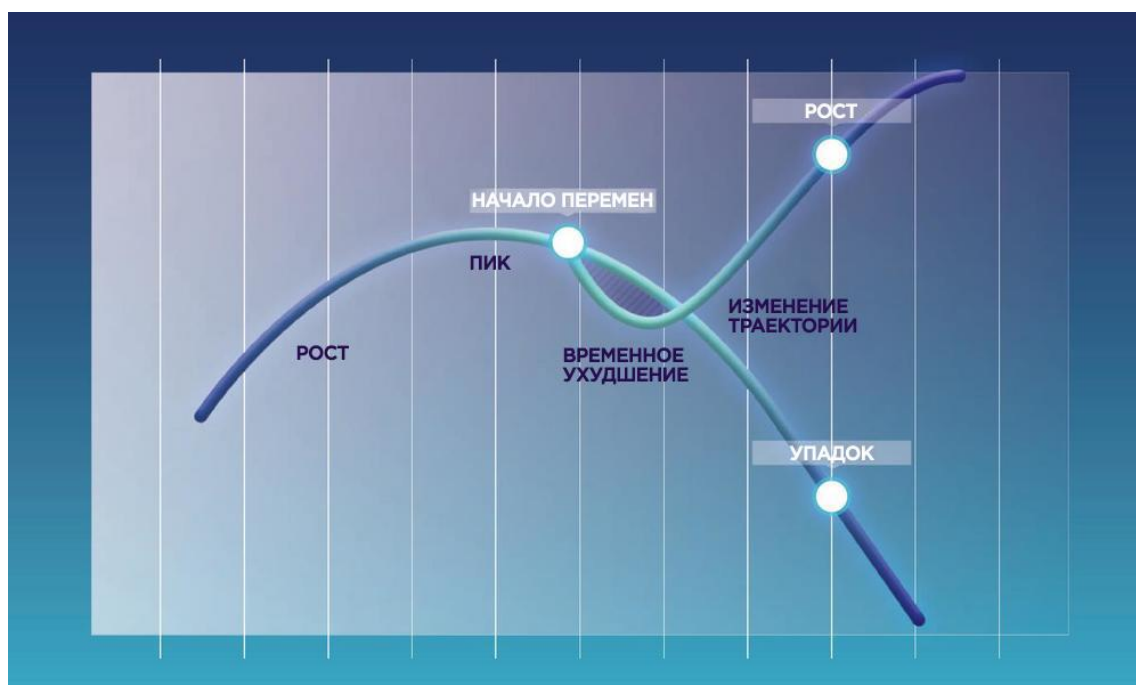 РОСТ
НАЧАЛО ПЕРЕМЕН
ПИК
ИЗМЕНЕНИЕ
ТРАЕКТОРИИ
РОСТ
ВРЕМЕННОЕ
УХУДШЕНИЕ
УПАДОК